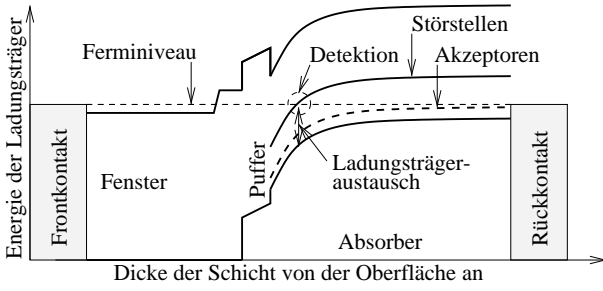 Energie der Ladungsträger
Störstellen
Ferminiveau
Detektion
Akzeptoren
Frontkontakt
Fenster
Puffer
Ladungsträger-
austausch
Rückkontakt
Absorber
Dicke der Schicht von der Oberfläche an